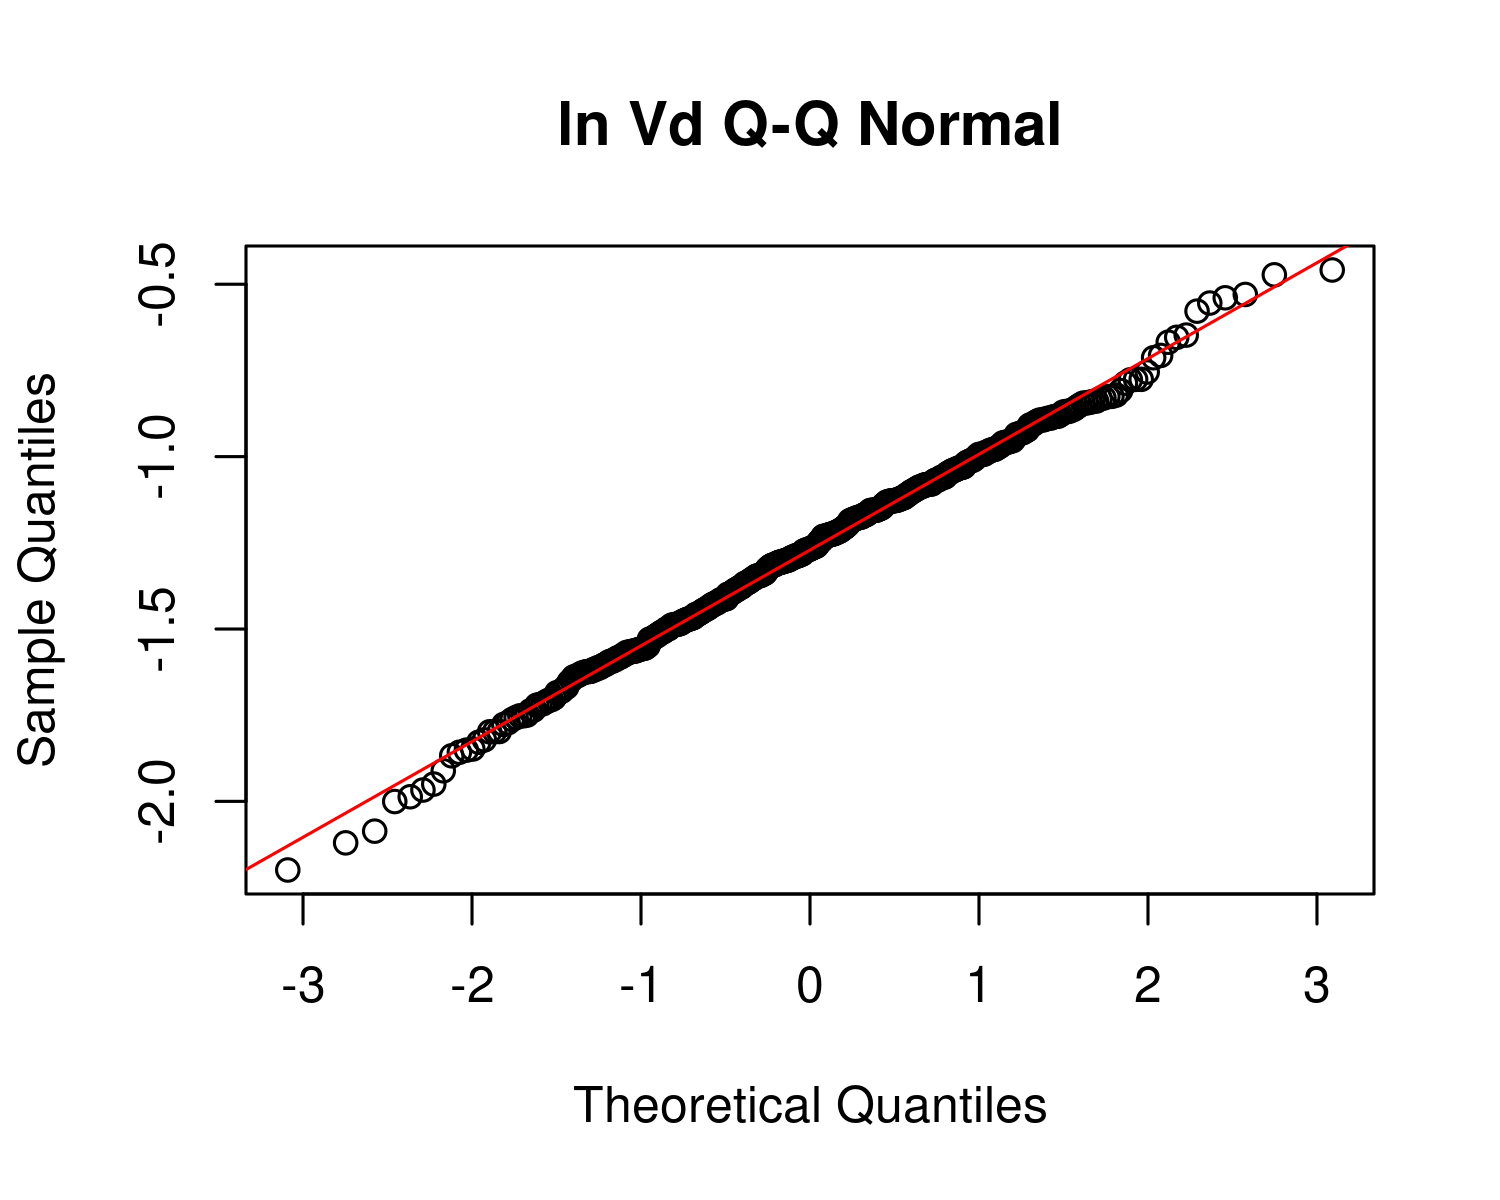 ln Vd Q-Q Normal
Sample Quantiles
-0.5
-1.0
-1.5
-2.0
-3 -2 -1 0 1 2 3
Theoretical Quantiles